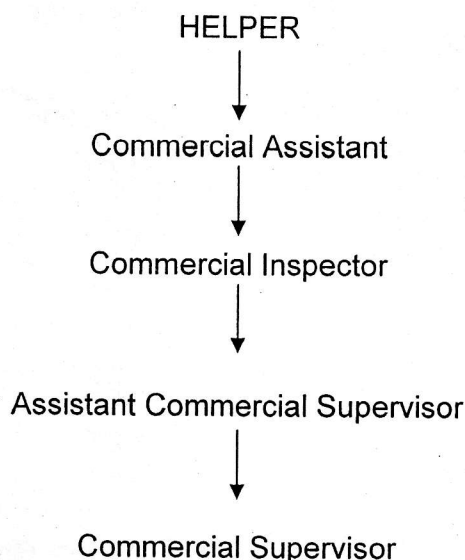 HELPER
Commercial Assistant
Commercial Inspector
Assistant Commercial Supervisor
Commercial Supervisor